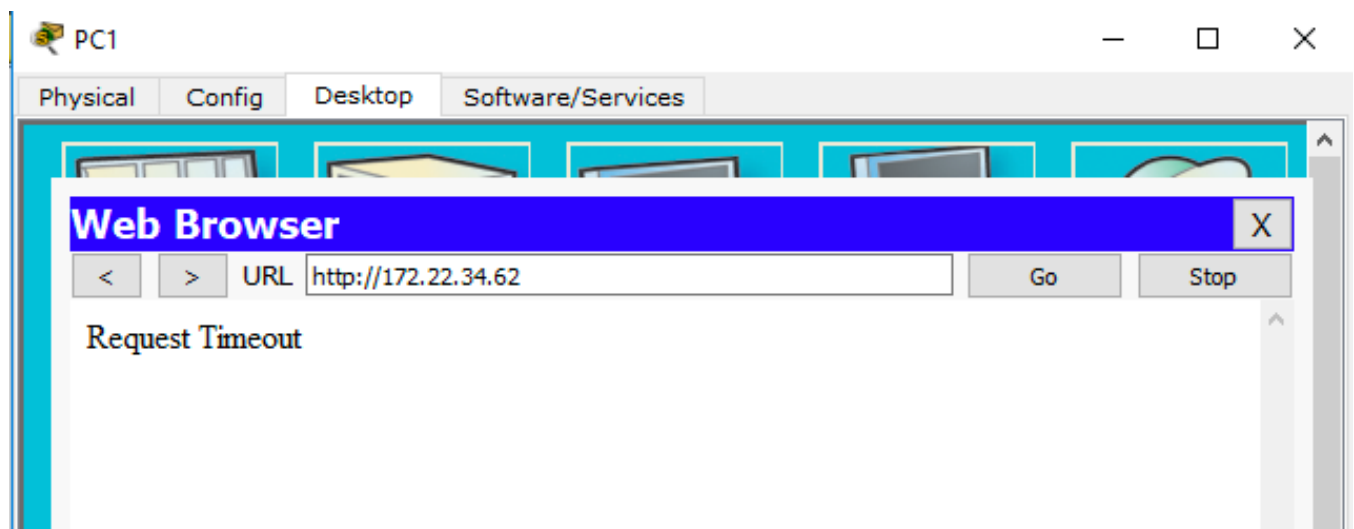 PC1
Physical Config Desktop Software/Services
Web Browser X
< > URL http://172.22.34.62 Go Stop
Request Timeout